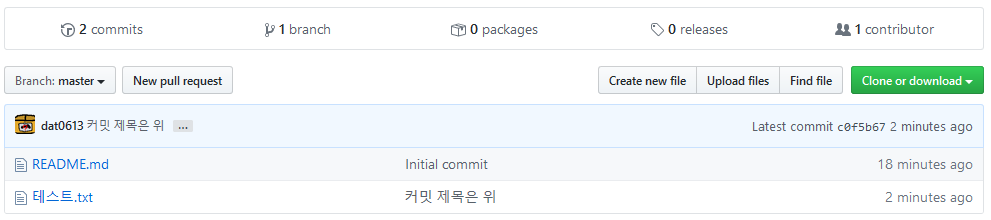 2 commits 1 branch 0 packages 0 releases 1 contributor
Branch: master New pull request Create new file Upload files Find file Clone or download
dat0613 커밋 제목은 위 ... Latest commit c0f5b67 2 minutes ago
README.md Initial commit 18 minutes ago
테스트.txt 커밋 제목은 위 2 minutes ago